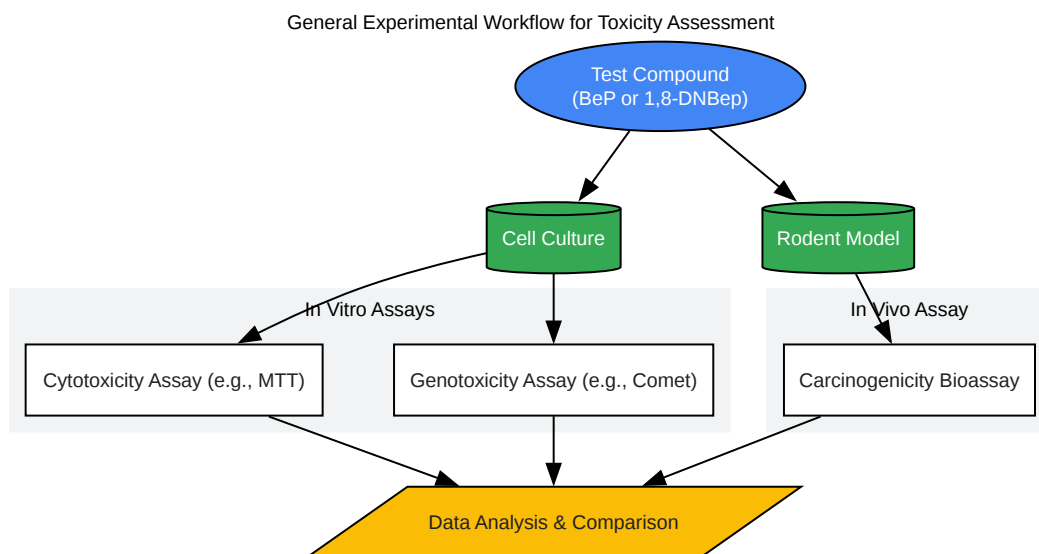 General Experimental Workflow for Toxicity Assessment
Test Compound
(BeP or 1,8-DNBep)
Cell Culture
Rodent Model
In Vitro Assays
In Vivo Assay
Cytotoxicity Assay (e.g., MTT)
Genotoxicity Assay (e.g., Comet)
Carcinogenicity Bioassay
Data Analysis & Comparison